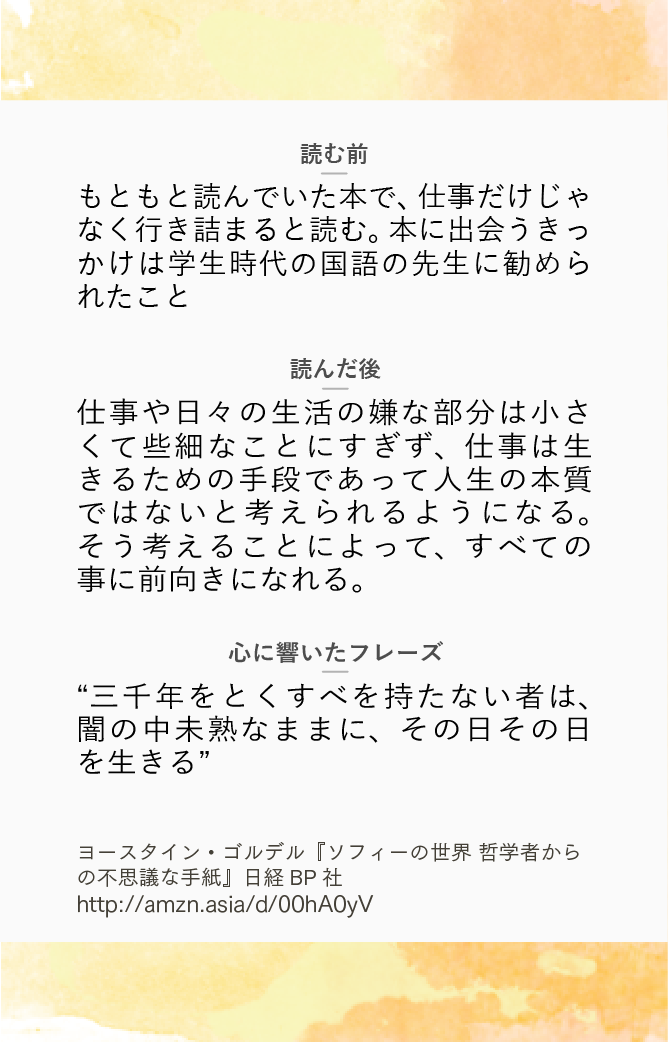 読む前
もともと読んでいた本で、仕事だけじゃ
なく行き詰まると読む。本に出会うきっ
かけは学生時代の国語の先生に勧めら
れたこと
読んだ後
仕事や日々の生活の嫌な部分は小さ
くて些細なことにすぎず、仕事は生
きるための手段であって人生の本質
ではないと考えられるようになる。
そう考えることによって、すべての
事に前向きになれる。
心に響いたフレーズ
“三千年をとくすべを持たない者は、
闇の中未熟なままに、その日その日
を生きる”
ヨースタイン・ゴルデル『ソフィーの世界 哲学者から
の不思議な手紙』日経 BP 社
http://amzn.asia/d/00hA0yV